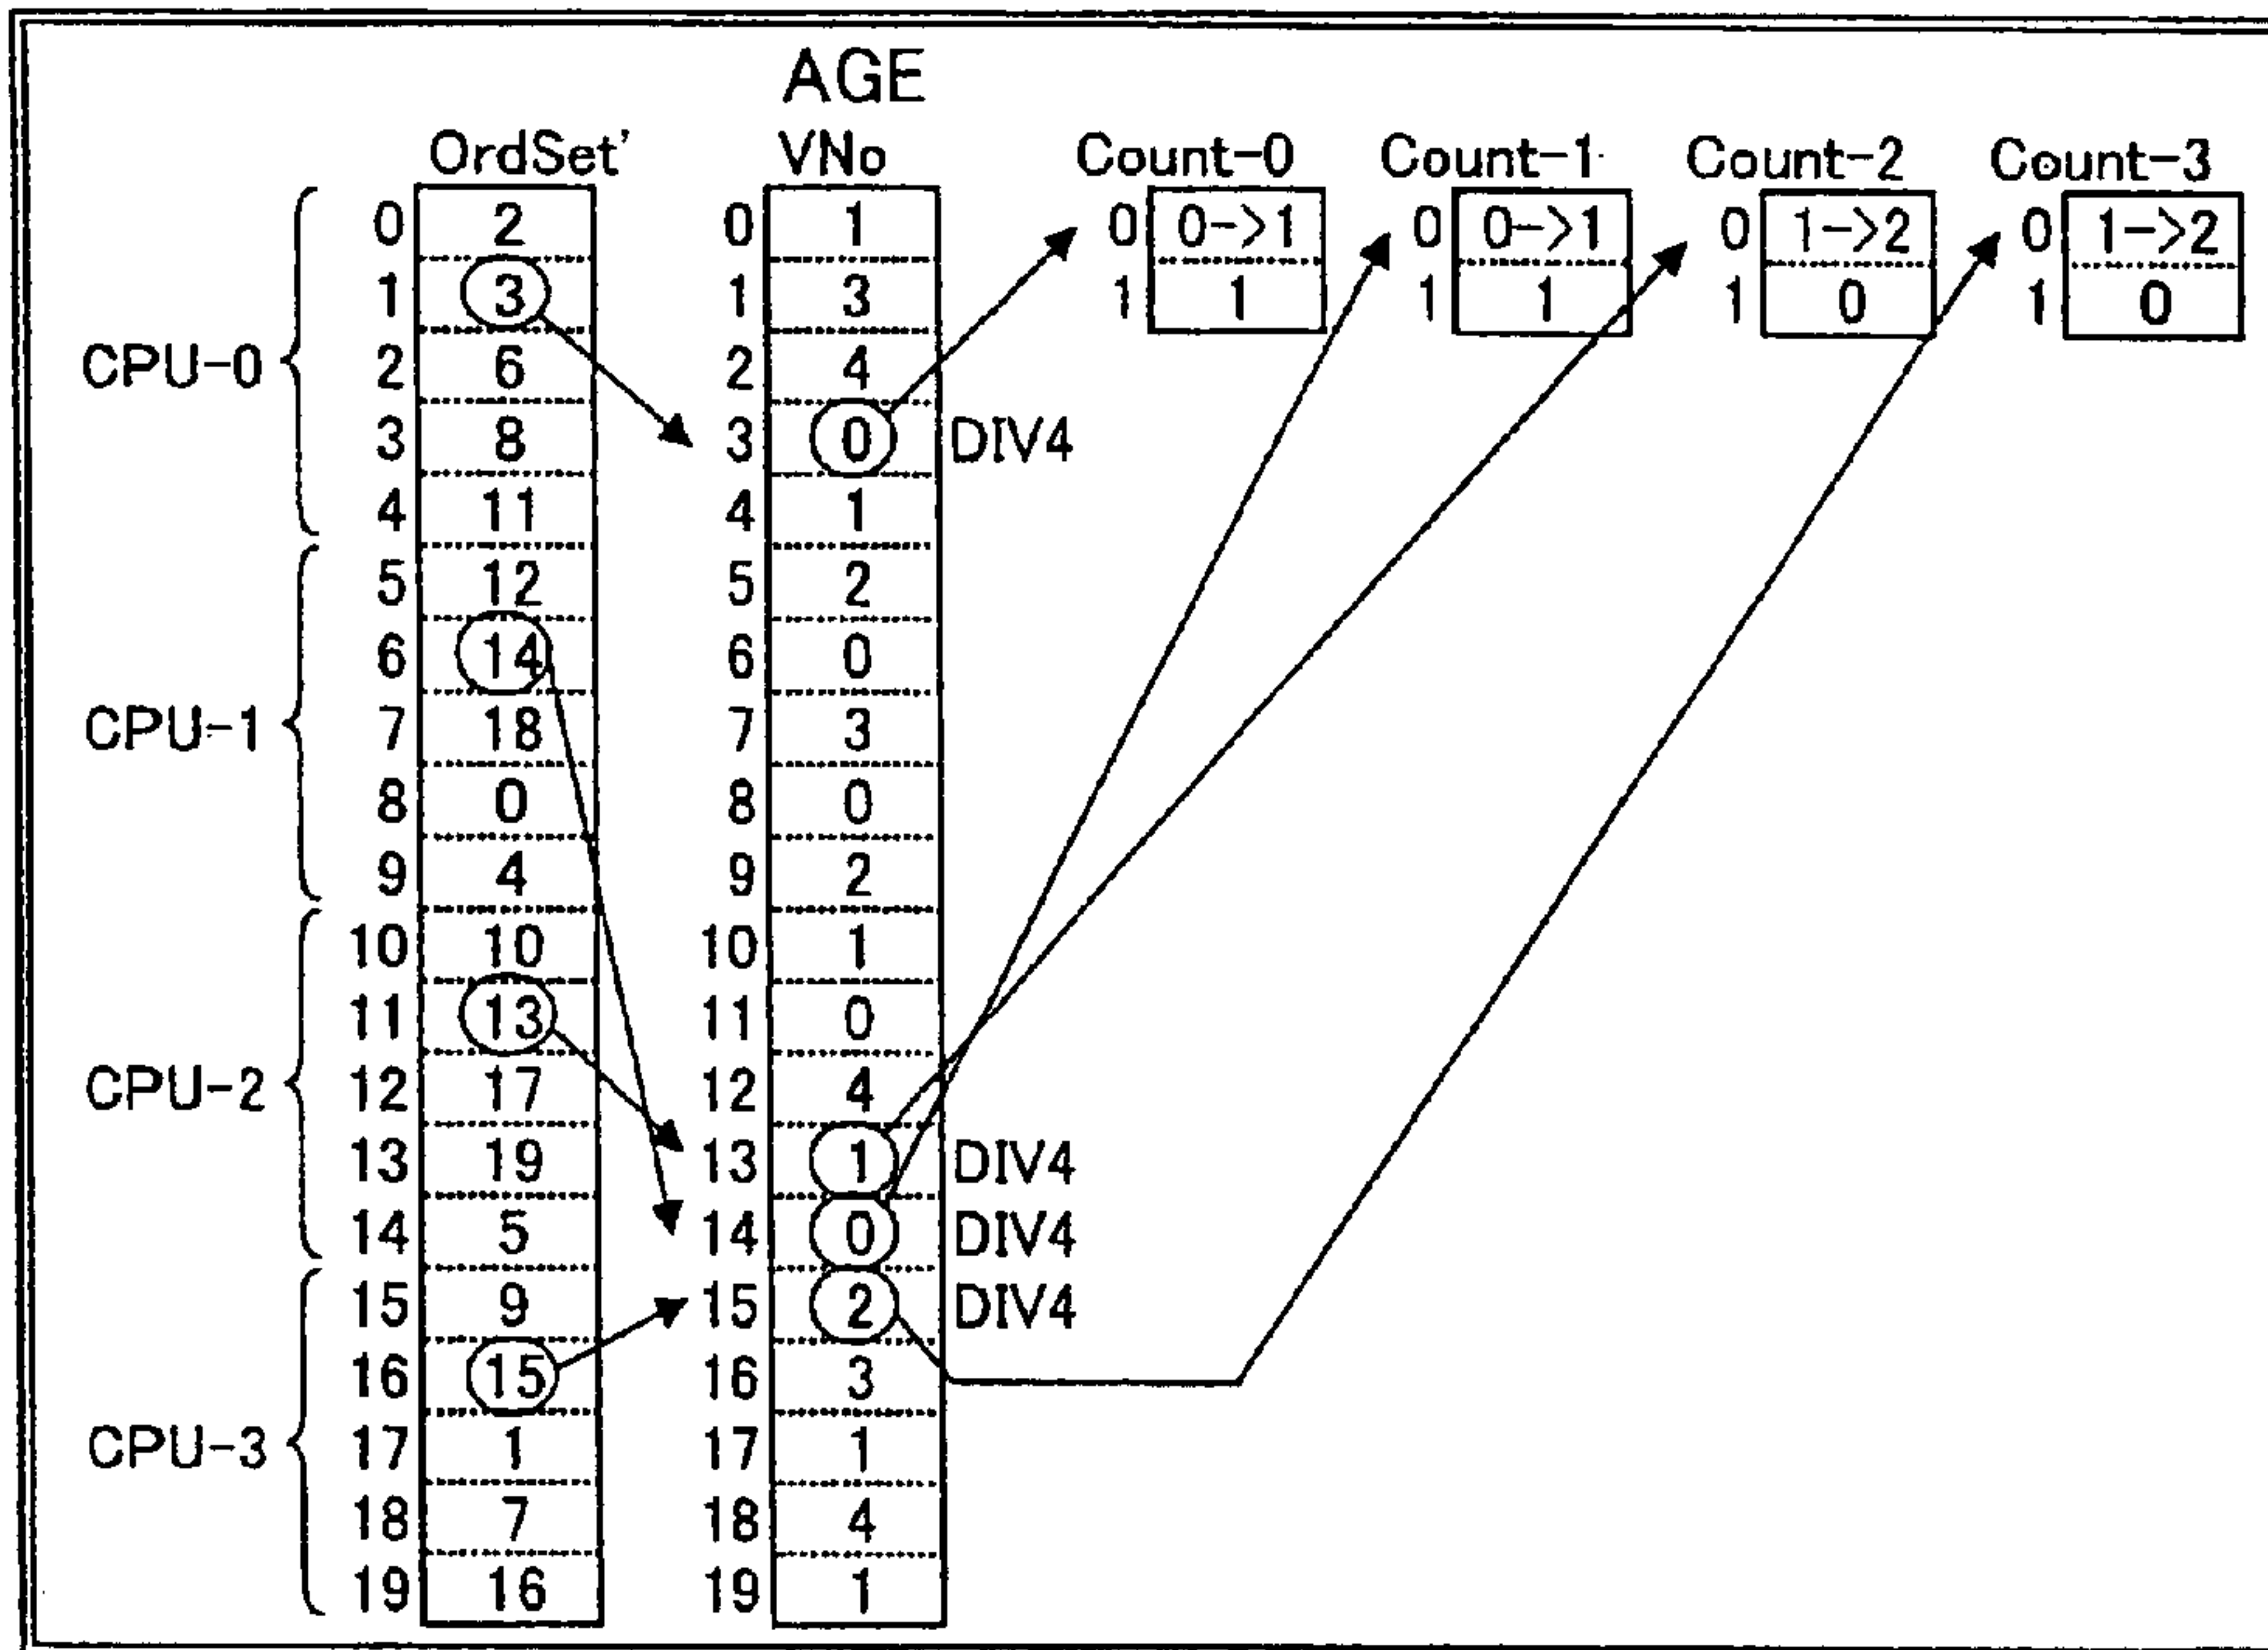 AGE
OrdSet' VNo Count-0 Count-1 Count-2 Count-3
0 2 0 1 0 0->1 0 0->1 0 1->2 0 1->2
1 3 1 3 1 1 1 1 1 0 1 0
CPU-0 2 6 2 4
3 8 3 0 DIV4
4 11 4 1
5 12 5 2
6 14 6 0
CPU-1 7 18 7 3
8 0 8 0
9 4 9 2
10 10 10 1
11 13 11 0
CPU-2 12 17 12 4
13 19 13 1 DIV4
14 5 14 0 DIV4
15 9 15 2 DIV4
16 15 16 3
CPU-3 17 1 17 1
18 7 18 4
19 16 19 1